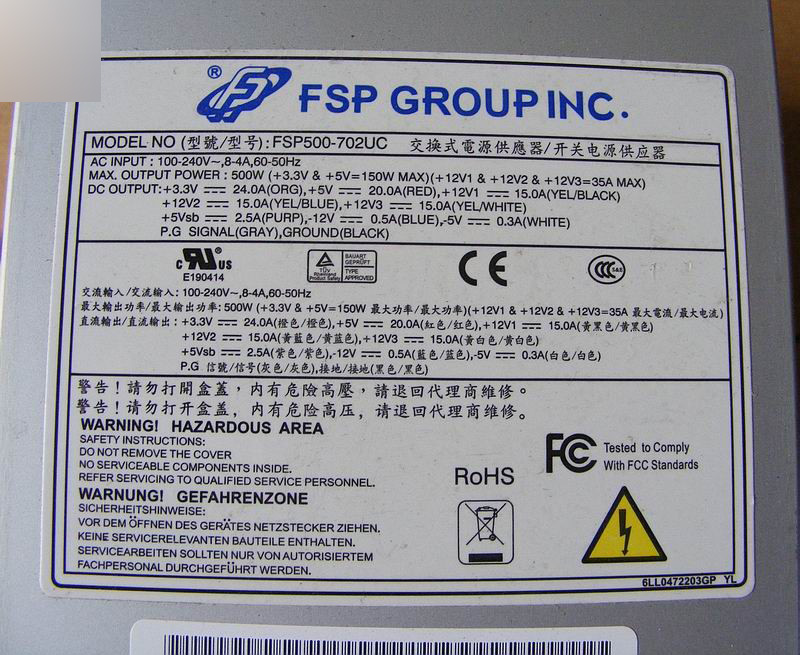 ® FSP GROUP INC.
MODEL NO (型號/型号): FSP500-702UC 交換式電源供應器/开关电源供应器
AC INPUT : 100-240V~,8-4A,60-50Hz
MAX. OUTPUT POWER : 500W (+3.3V & +5V=150W MAX)(+12V1 & +12V2 & +12V3=35A MAX)
DC OUTPUT:+3.3V ⎓ 24.0A(ORG),+5V ⎓ 20.0A(RED),+12V1 ⎓ 15.0A(YEL/BLACK)
+12V2 ⎓ 15.0A(YEL/BLUE),+12V3 ⎓ 15.0A(YEL/WHITE)
+5Vsb ⎓ 2.5A(PURP),-12V ⎓ 0.5A(BLUE),-5V ⎓ 0.3A(WHITE)
P.G SIGNAL(GRAY),GROUND(BLACK)
c RU® US
E190414
TÜV Rheinland Product Safety
BAUART GEPRÜFT
TYPE APPROVED
CE
CCC S&E
交流輸入/交流输入: 100-240V~,8-4A,60-50Hz
最大輸出功率/最大输出功率: 500W (+3.3V & +5V=150W 最大功率/最大功率)(+12V1 & +12V2 & +12V3=35A 最大電流/最大电流)
直流輸出/直流输出 : +3.3V ⎓ 24.0A(橙色/橙色),+5V ⎓ 20.0A(紅色/红色),+12V1 ⎓ 15.0A(黃黑色/黄黑色)
+12V2 ⎓ 15.0A(黃藍色/黄蓝色),+12V3 ⎓ 15.0A(黃白色/黄白色)
+5Vsb ⎓ 2.5A(紫色/紫色),-12V ⎓ 0.5A(藍色/蓝色),-5V ⎓ 0.3A(白色/白色)
P.G 信號/信号(灰色/灰色),接地/接地(黑色/黑色)
警告！請勿打開盒蓋，內有危險高壓，請退回代理商維修。
警告！请勿打开盒盖，内有危险高压，请退回代理商维修。
WARNING! HAZARDOUS AREA
SAFETY INSTRUCTIONS:
DO NOT REMOVE THE COVER
NO SERVICEABLE COMPONENTS INSIDE.
REFER SERVICING TO QUALIFIED SERVICE PERSONNEL.
WARNUNG! GEFAHRENZONE
SICHERHEITSHINWEISE:
VOR DEM ÖFFNEN DES GERÄTES NETZSTECKER ZIEHEN.
KEINE SERVICERELEVANTEN BAUTEILE ENTHALTEN.
SERVICEARBEITEN SOLLTEN NUR VON AUTORISIERTEM
FACHPERSONAL DURCHGEFÜHRT WERDEN.
RoHS
FC Tested to Comply
With FCC Standards
6LL0472203GP YL